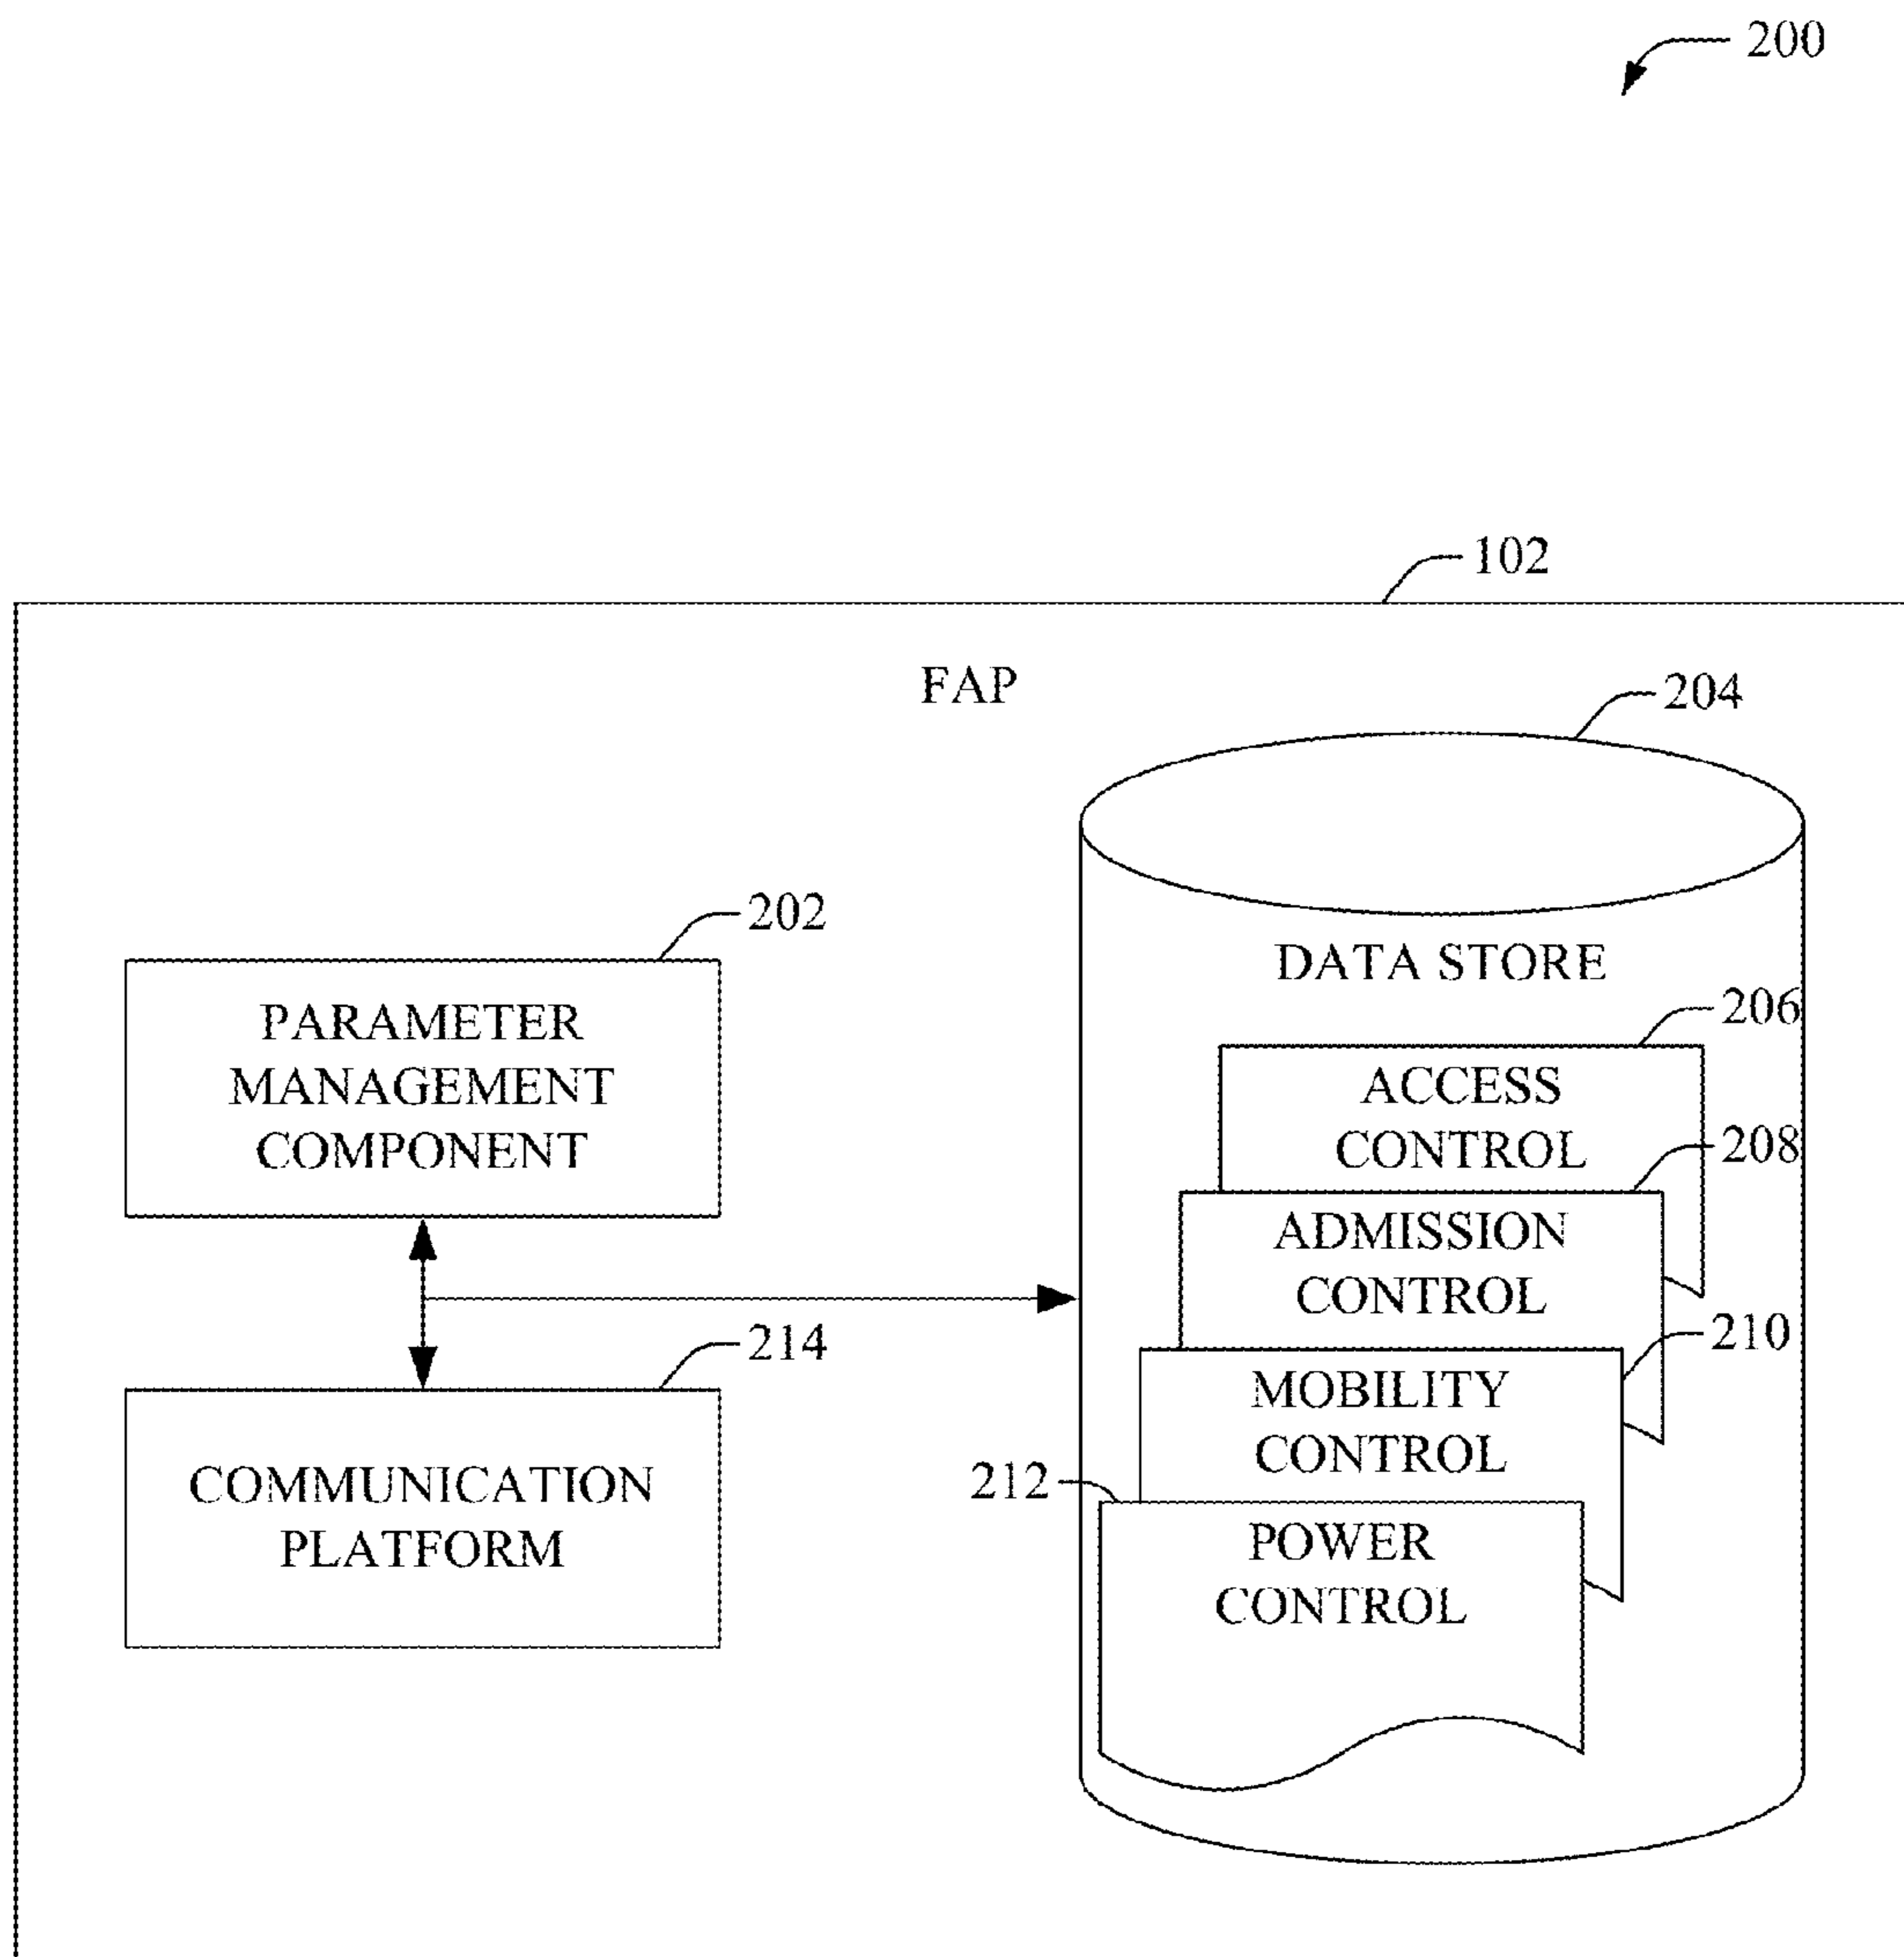 200
102
FAP
204
202
DATA STORE
PARAMETER
MANAGEMENT
COMPONENT
206
ACCESS
CONTROL
208
ADMISSION
CONTROL
214
210
MOBILITY
CONTROL
COMMUNICATION
PLATFORM
212
POWER
CONTROL